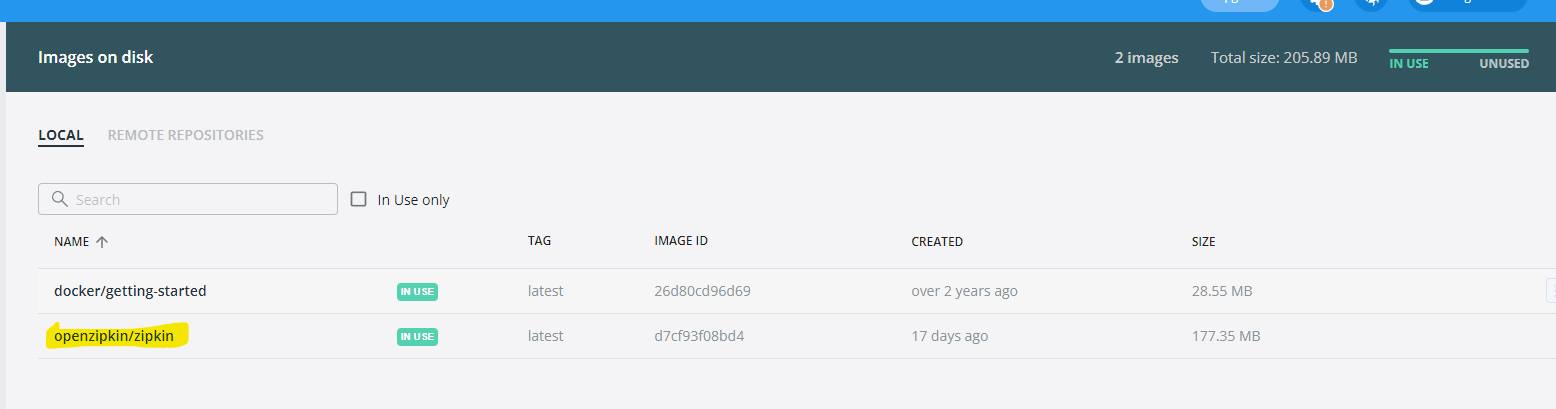 Images on disk
2 images
Total size: 205.89 MB
IN USE
UNUSED
LOCAL
REMOTE REPOSITORIES
Search
In Use only
NAME
TAG
IMAGE ID
CREATED
SIZE
docker/getting-started
IN USE
latest
26d80cd96d69
over 2 years ago
28.55 MB
openzipkin/zipkin
IN USE
latest
d7cf93f08bd4
17 days ago
177.35 MB